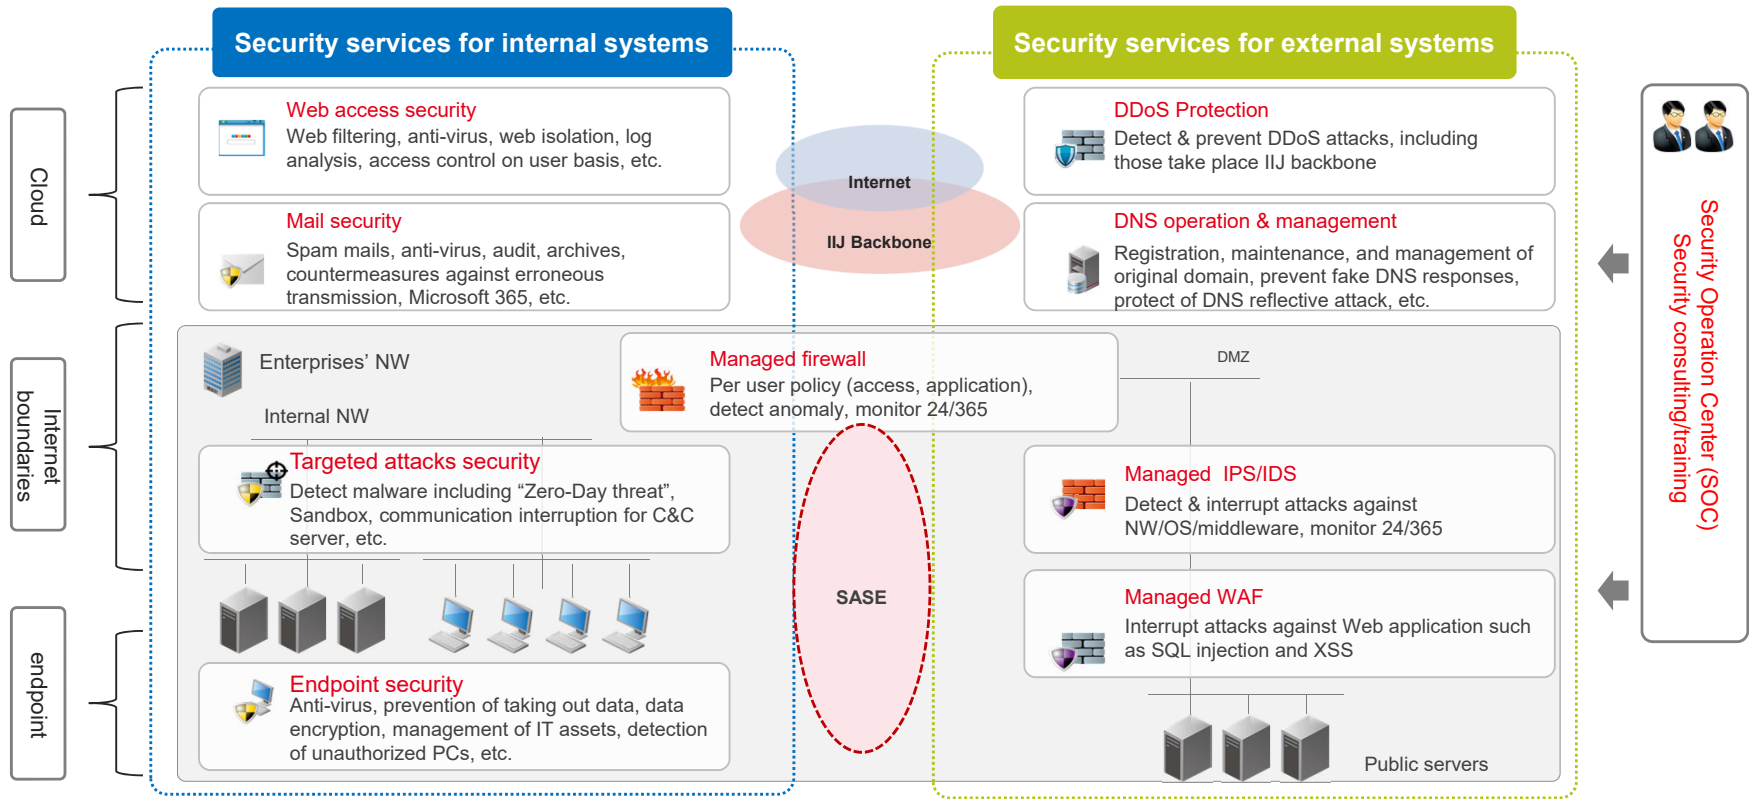 Security services for internal systems
Security services for external systems
Cloud
Internet
boundaries
endpoint
Web access security
Web filtering, anti-virus, web isolation, log
analysis, access control on user basis, etc.
Mail security
Spam mails, anti-virus, audit, archives,
countermeasures against erroneous
transmission, Microsoft 365, etc.
Internet
IIJ Backbone
DDoS Protection
Detect & prevent DDoS attacks, including
those take place IIJ backbone
DNS operation & management
Registration, maintenance, and management of
original domain, prevent fake DNS responses,
protect of DNS reflective attack, etc.
Enterprises’ NW
Internal NW
Managed firewall
Per user policy (access, application),
detect anomaly, monitor 24/365
DMZ
Targeted attacks security
Detect malware including “Zero-Day threat”,
Sandbox, communication interruption for C&C
server, etc.
SASE
Managed  IPS/IDS
Detect & interrupt attacks against
NW/OS/middleware, monitor 24/365
Managed WAF
Interrupt attacks against Web application such
as SQL injection and XSS
Endpoint security
Anti-virus, prevention of taking out data, data
encryption, management of IT assets, detection
of unauthorized PCs, etc.
Public servers
Security Operation Center (SOC)
Security consulting/training